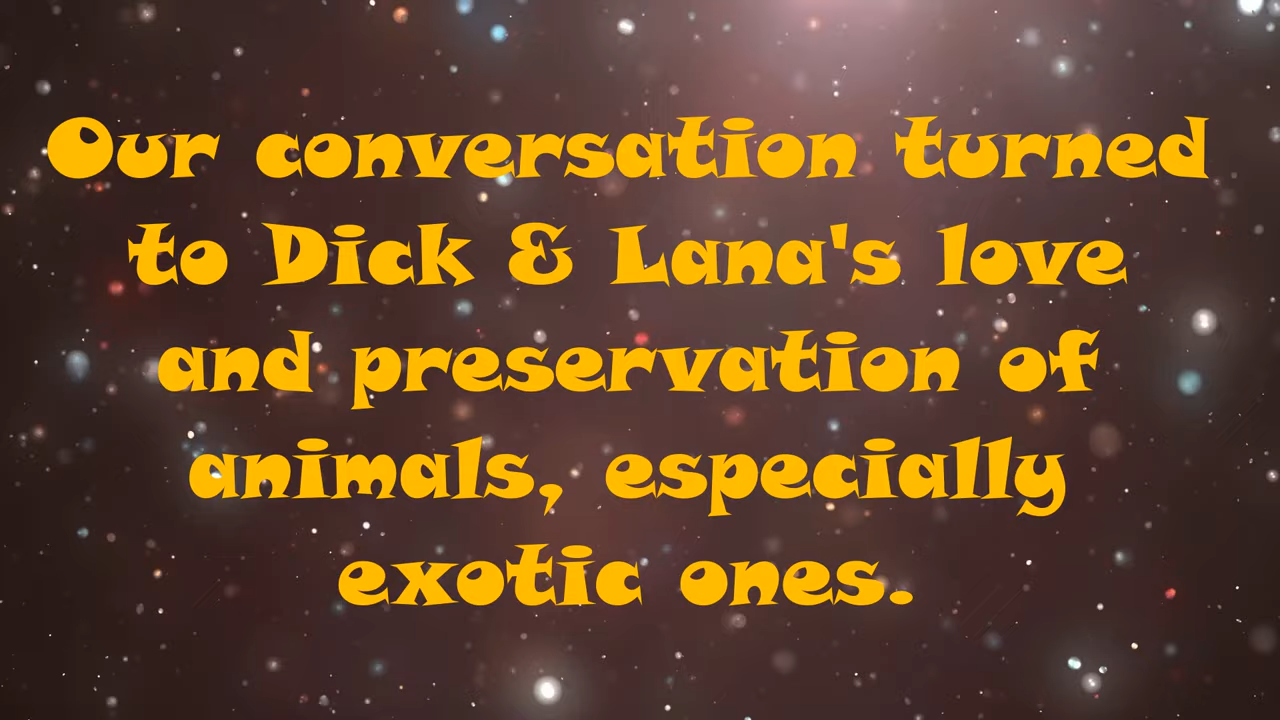 Our conversation turned
to Dick & Lana's love
and preservation of
animals, especially
exotic ones.